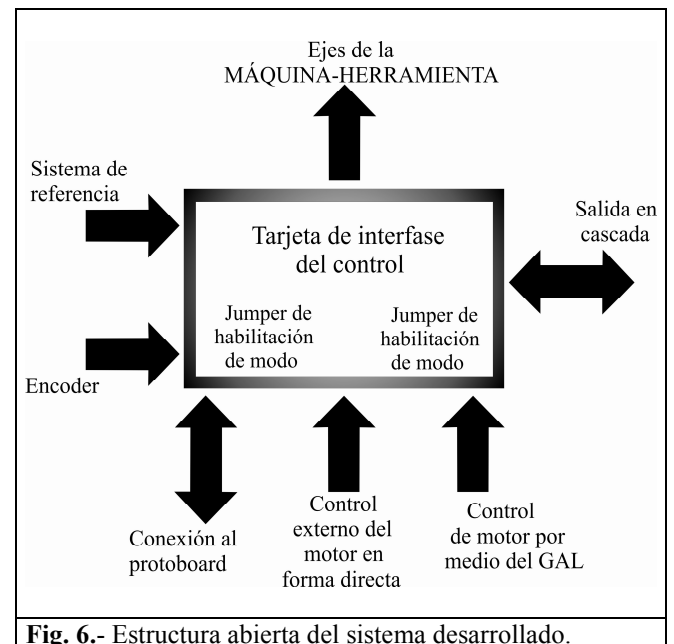 Ejes de la
MÁQUINA-HERRAMIENTA
Sistema de
referencia
Salida en
cascada
Tarjeta de interfase
del control
Jumper de
habilitación
de modo
Jumper de
habilitación
de modo
Encoder
Conexión al
protoboard
Control
externo del
motor en
forma directa
Control
de motor por
medio del GAL
Fig. 6.- Estructura abierta del sistema desarrollado.